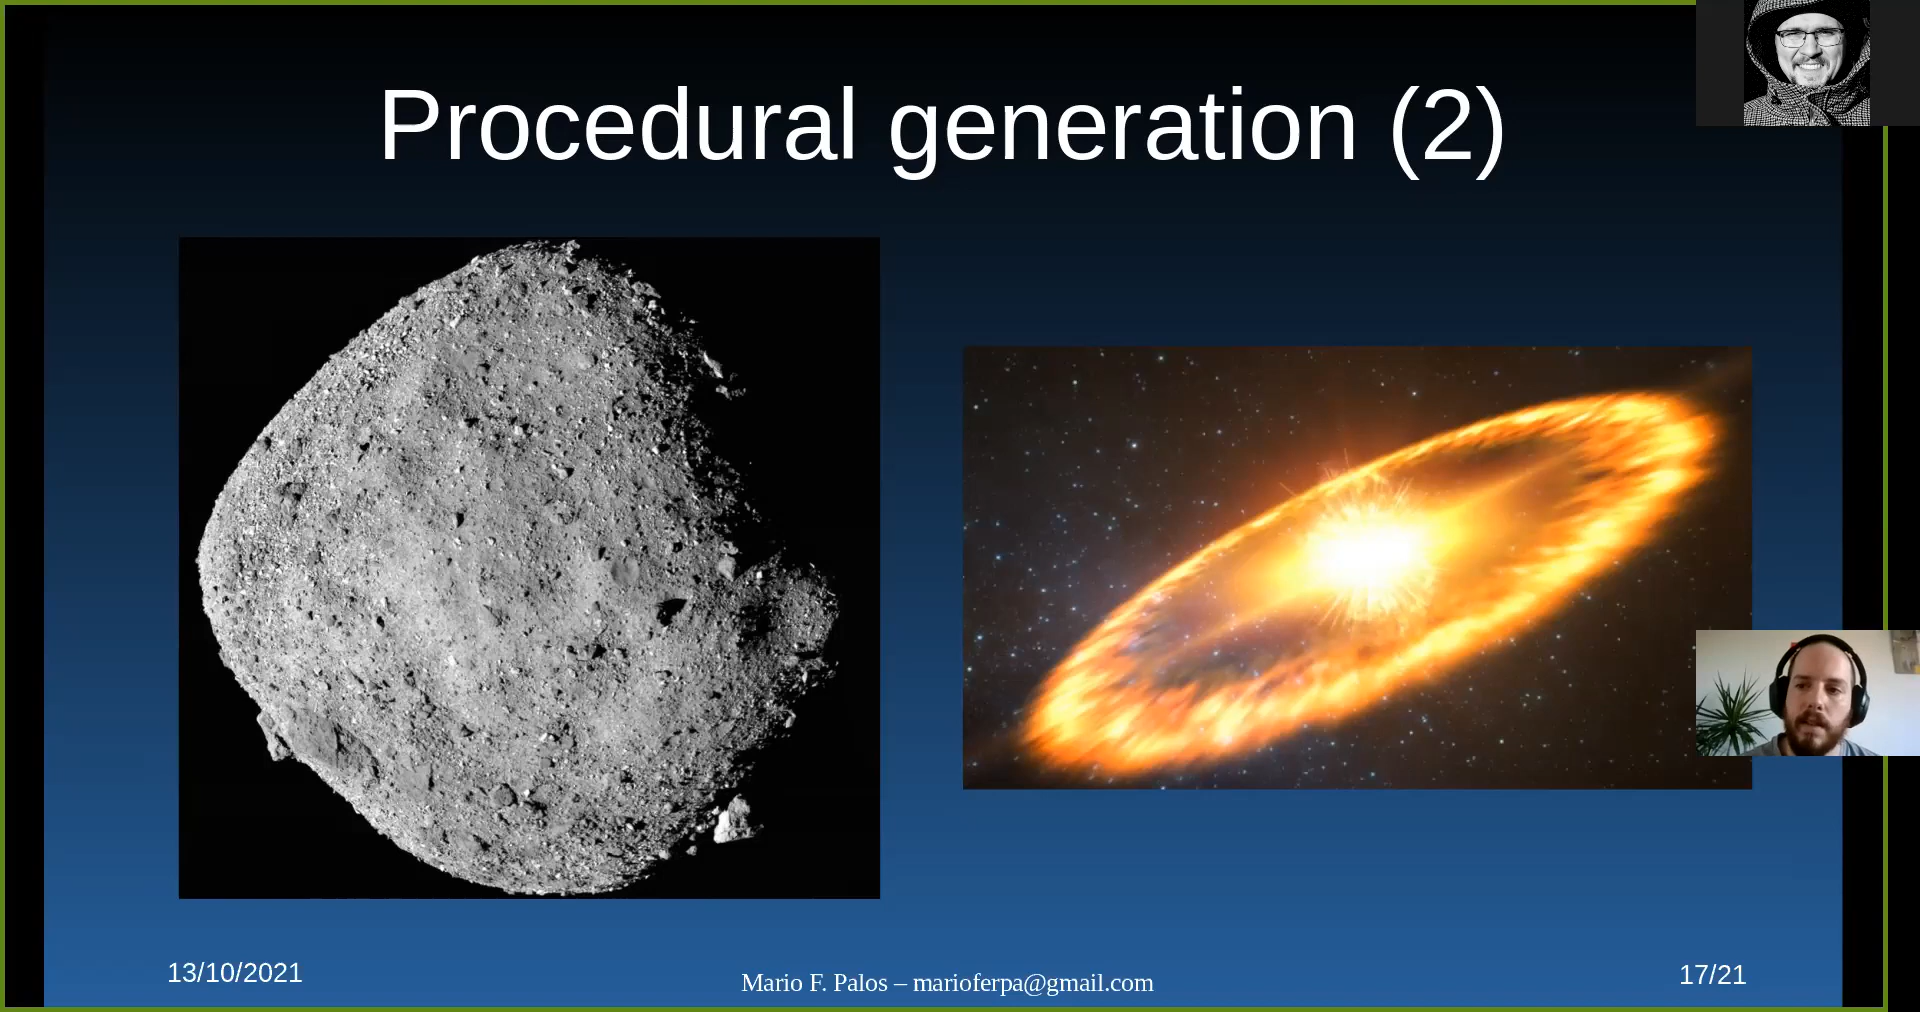 Procedural generation (2)
13/10/2021
Mario F. Palos – marioferpa@gmail.com
17/21